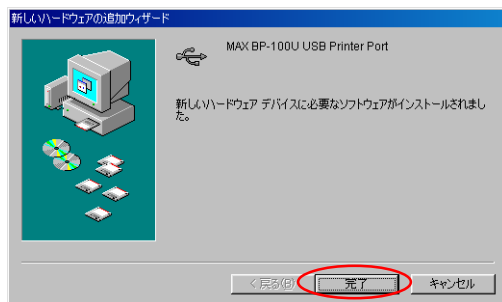 新しいハードウェアの追加ウィザード
MAX BP-100U USB Printer Port
新しいハードウェア デバイスに必要なソフトウェアがインストールされまし
た。
< 戻る(B)
完了
キャンセル